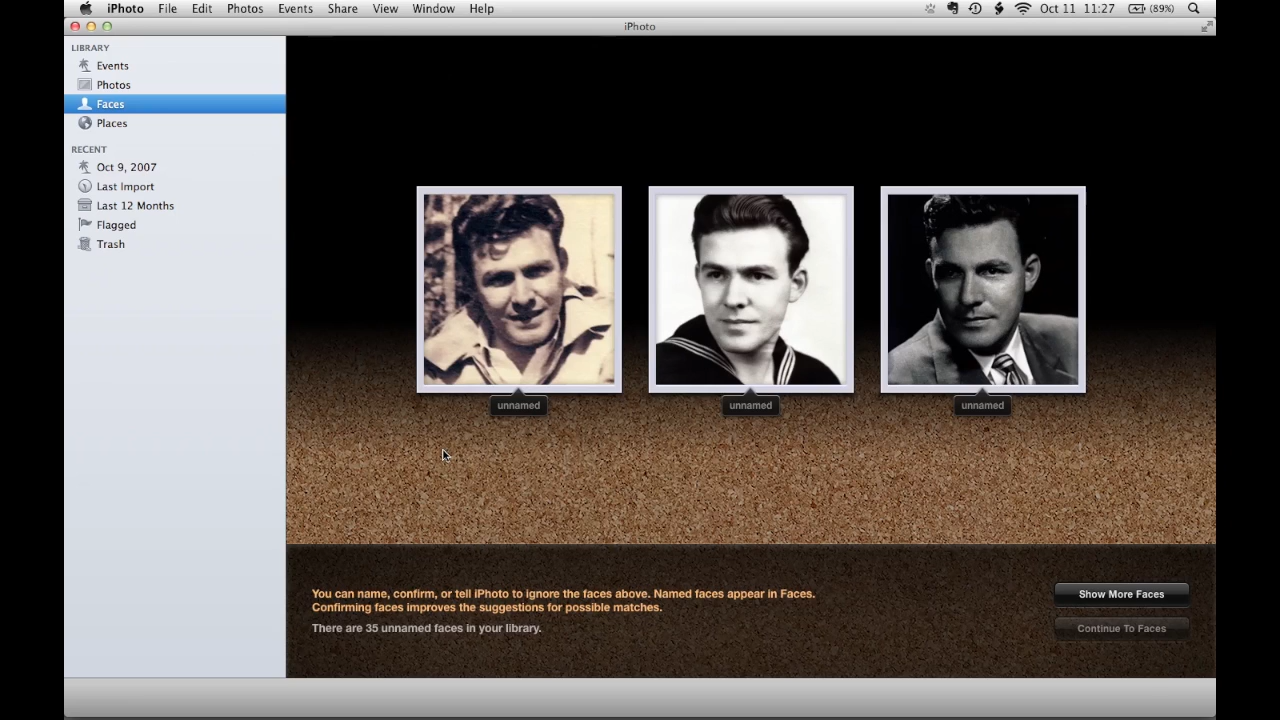 iPhoto File Edit Photos Events Share View Window Help Oct 11 11:27 (89%)
iPhoto
LIBRARY
Events
Photos
Faces
Places
RECENT
Oct 9, 2007
Last Import
Last 12 Months
Flagged
Trash
unnamed unnamed unnamed
You can name, confirm, or tell iPhoto to ignore the faces above. Named faces appear in Faces.
Confirming faces improves the suggestions for possible matches.
There are 35 unnamed faces in your library.
Show More Faces
Continue To Faces